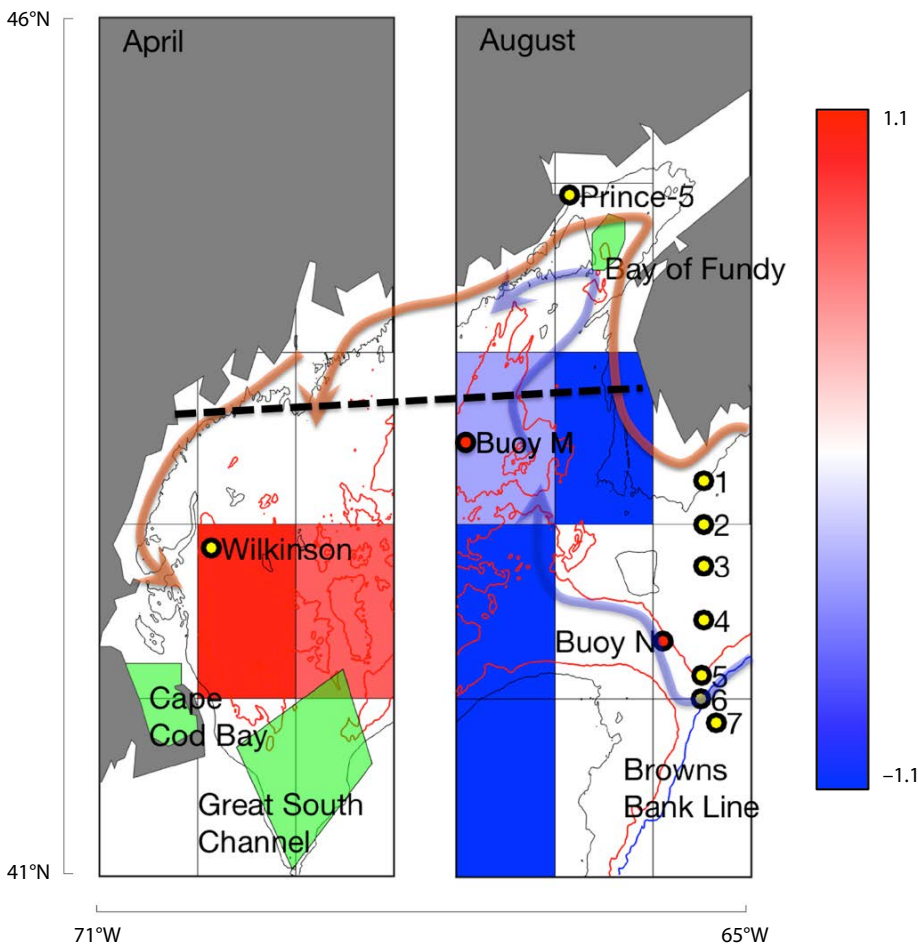 46°N
April
August
1.1
Prince-5
Bay of Fundy
Buoy M
1
2
Wilkinson
3
4
Buoy N
5
6
Cape
Cod Bay
7
Browns
Bank Line
–1.1
Great South
Channel
41°N
71°W
65°W